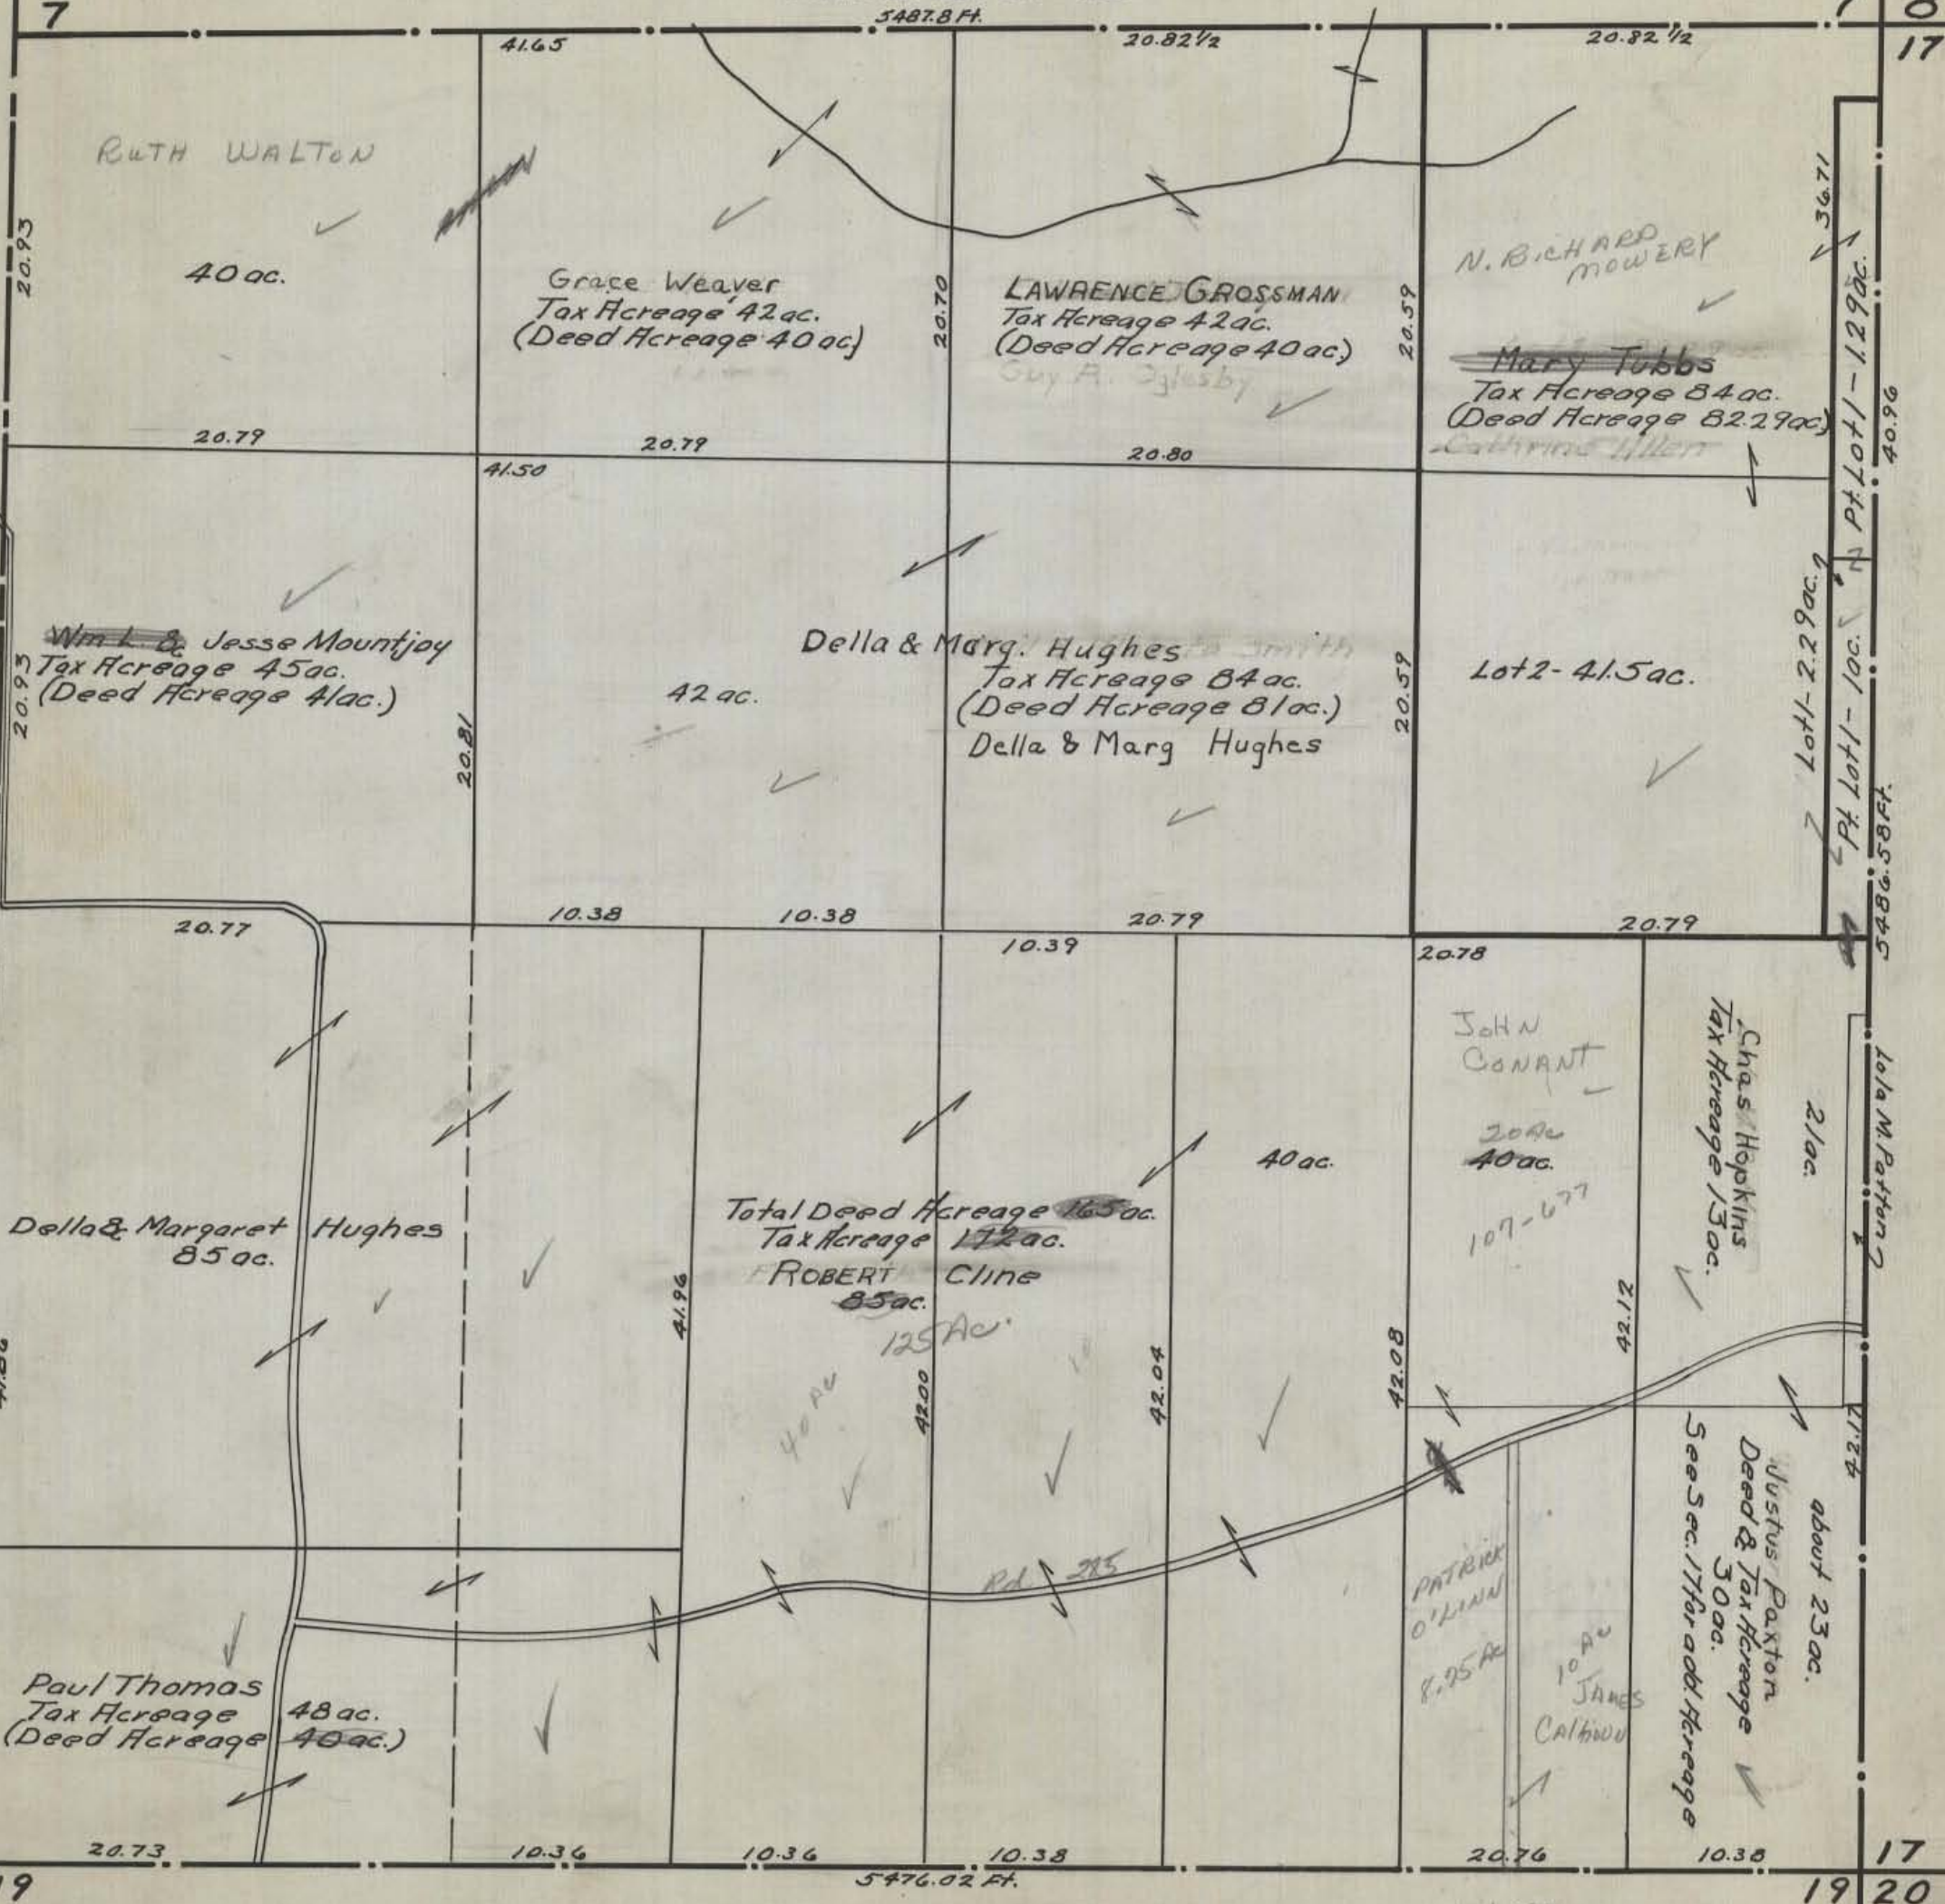 7
5487.8 Ft.
17
41.65
20.82 1/2
20.82 1/2
RUTH WALTON
40 ac.
20.93
Grace Weaver
Tax Acreage 42 ac.
(Deed Acreage 40 ac)
20.70
LAWRENCE GROSSMAN
Tax Acreage 42 ac.
(Deed Acreage 40 ac.)
Guy A. Oglesby
20.59
N. RICHARD
MOWERY
Mary Tubbs
Tax Acreage 84 ac.
(Deed Acreage 82.29 ac)
36.71
Pt. Lot 1 - 1.29 ac.
40.96
20.79
20.79
20.80
41.50
Wm L. & Jesse Mountjoy
Tax Acreage 45 ac.
(Deed Acreage 41 ac.)
20.93
20.81
42 ac.
Della & Marg. Hughes
Tax Acreage 84 ac.
(Deed Acreage 81 ac.)
Della & Marg Hughes
20.59
Lot 2 - 41.5 ac.
Lot 1 - 2.29 ac.
Pt. Lot 1 - 1 ac.
5486.58 Ft.
20.77
10.38
10.38
20.79
20.79
10.39
20.78
Della & Margaret Hughes
85 ac.
Total Deed Acreage 165 ac.
Tax Acreage 172 ac.
ROBERT Cline
85 ac.
125 Ac.
40 Ac
41.96
42.00
42.04
40 ac.
42.08
JOHN
CONANT
20 Ac
40 ac.
107-677
42.12
Chas Hopkins
Tax Acreage 13 ac.
21 ac.
Lola M. Patton
42.17
Rd. 285
PATRICK
O'LINN
8.25 Ac
10 Ac
JAMES
CALHOUN
Justus Paxton
Deed & Tax Acreage
30 ac.
See Sec. 17 for add. Acreage
about 23 ac.
Paul Thomas
Tax Acreage 48 ac.
(Deed Acreage 40 ac.)
20.73
10.36
10.36
10.38
20.76
10.38
17
5476.02 Ft.
19 20